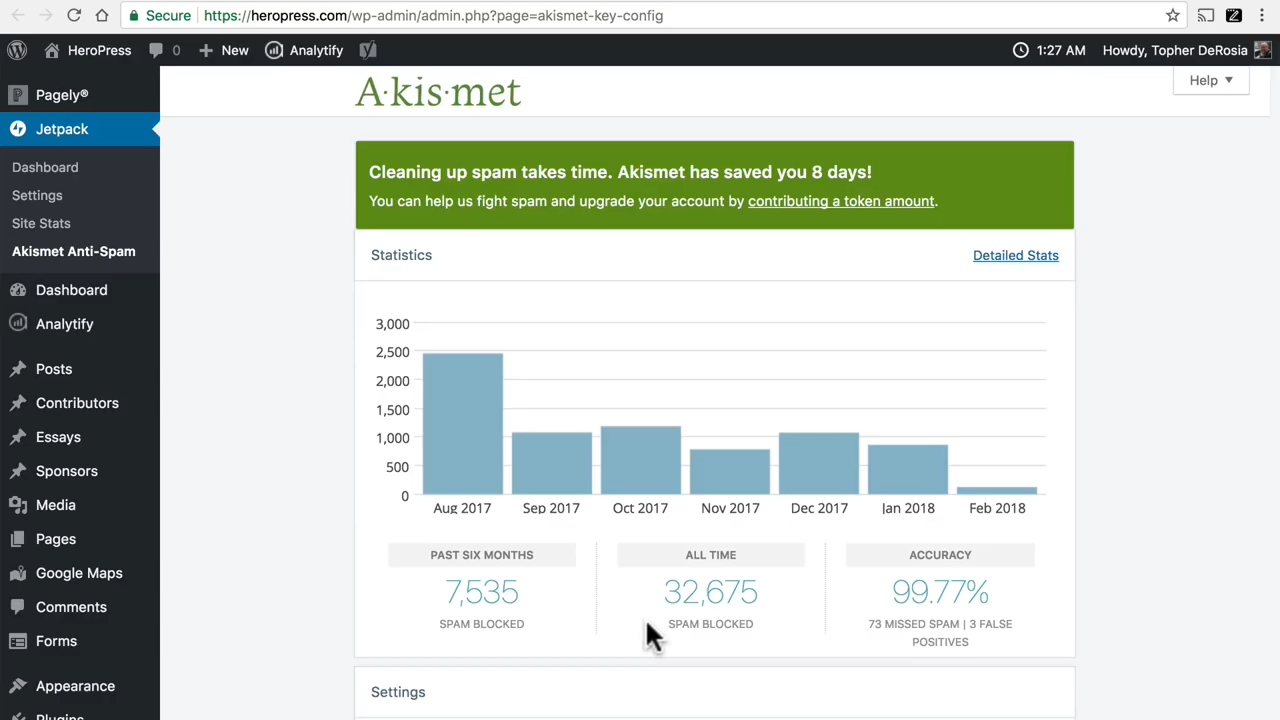 Secure https://heropress.com/wp-admin/admin.php?page=akismet-key-config
HeroPress 0 New Analytify 1:27 AM Howdy, Topher DeRosia
Pagely®
Jetpack
Dashboard
Settings
Site Stats
Akismet Anti-Spam
Dashboard
Analytify
Posts
Contributors
Essays
Sponsors
Media
Pages
Google Maps
Comments
Forms
Appearance
Plugins
A·kis·met
Help
Cleaning up spam takes time. Akismet has saved you 8 days!
You can help us fight spam and upgrade your account by contributing a token amount.
Statistics Detailed Stats
3,000
2,500
2,000
1,500
1,000
500
0
Aug 2017 Sep 2017 Oct 2017 Nov 2017 Dec 2017 Jan 2018 Feb 2018
PAST SIX MONTHS ALL TIME ACCURACY
7,535 32,675 99.77%
SPAM BLOCKED SPAM BLOCKED 73 MISSED SPAM | 3 FALSE
POSITIVES
Settings